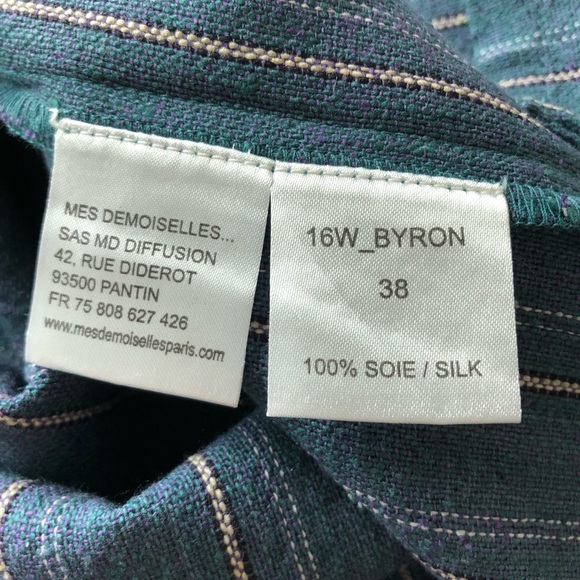 MES DEMOISELLES...
SAS MD DIFFUSION
42, RUE DIDEROT
93500 PANTIN
FR 75 808 627 426
www.mesdemoisellesparis.com
16W_BYRON
38
100% SOIE / SILK